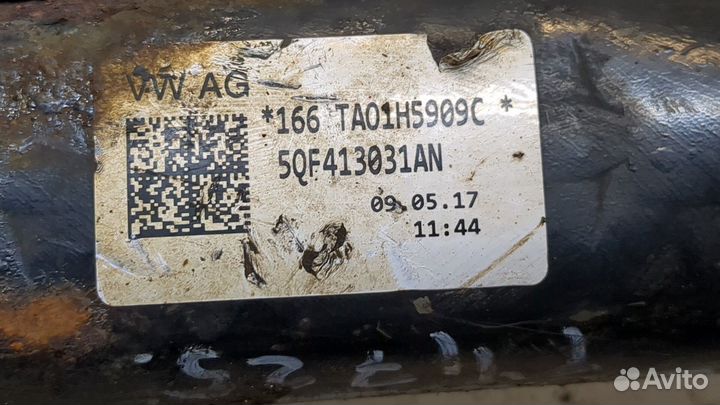 VW AG
*166 TA01H5909C *
5QF413031AN
09.05.17
11:44
Avito